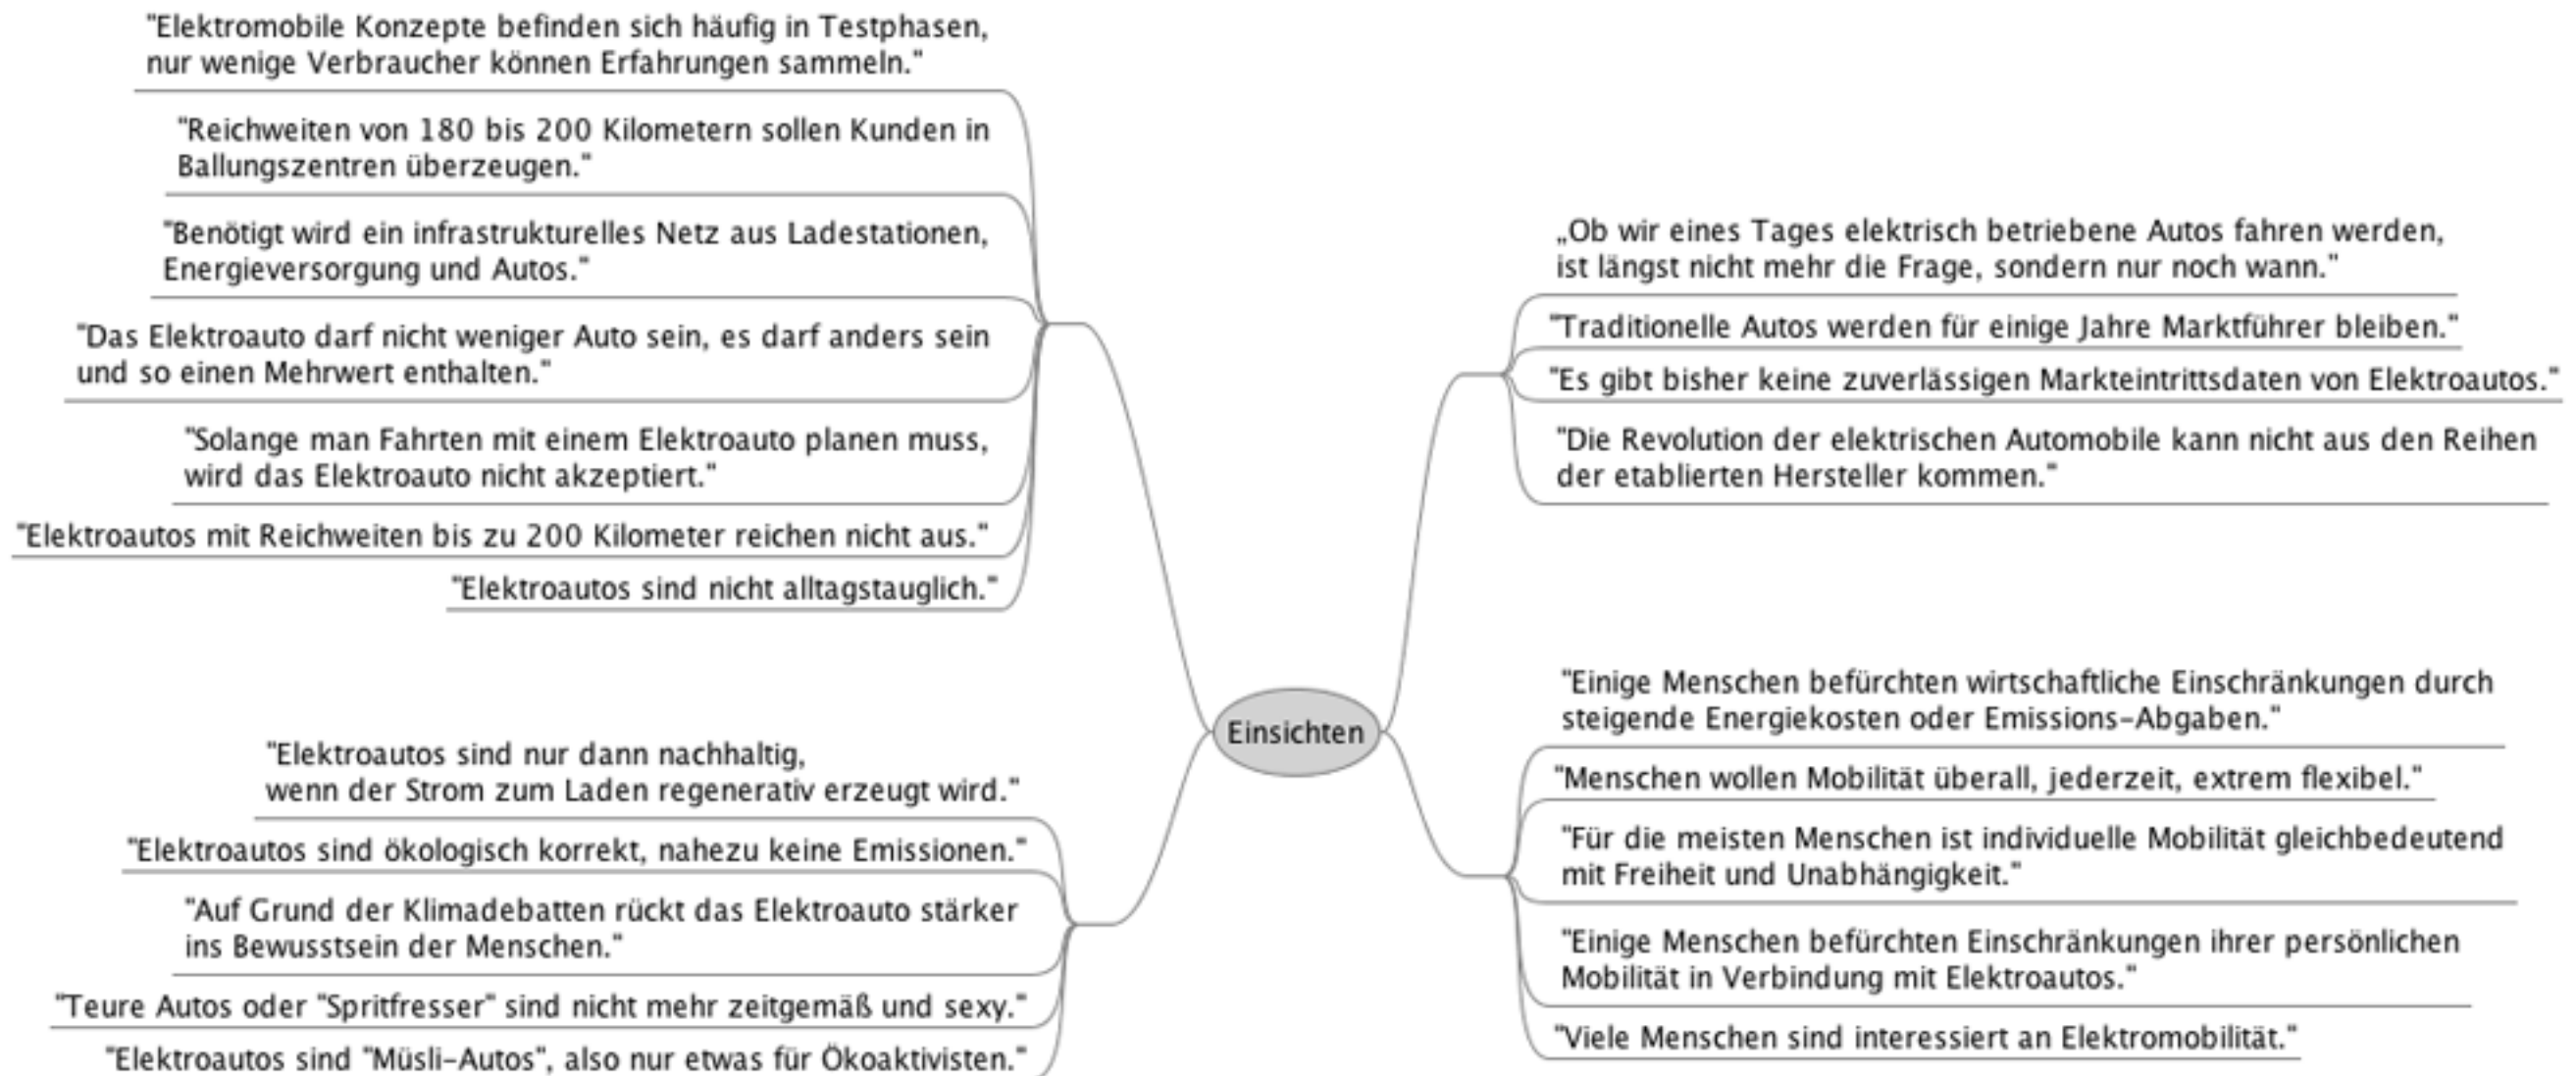 "Elektromobile Konzepte befinden sich häufig in Testphasen,
nur wenige Verbraucher können Erfahrungen sammeln."
"Reichweiten von 180 bis 200 Kilometern sollen Kunden in
Ballungszentren überzeugen."
"Benötigt wird ein infrastrukturelles Netz aus Ladestationen,
Energieversorgung und Autos."
"Das Elektroauto darf nicht weniger Auto sein, es darf anders sein
und so einen Mehrwert enthalten."
"Solange man Fahrten mit einem Elektroauto planen muss,
wird das Elektroauto nicht akzeptiert."
"Elektroautos mit Reichweiten bis zu 200 Kilometer reichen nicht aus."
"Elektroautos sind nicht alltagstauglich."
"Elektroautos sind nur dann nachhaltig,
wenn der Strom zum Laden regenerativ erzeugt wird."
"Elektroautos sind ökologisch korrekt, nahezu keine Emissionen."
"Auf Grund der Klimadebatten rückt das Elektroauto stärker
ins Bewusstsein der Menschen."
"Teure Autos oder "Spritfresser" sind nicht mehr zeitgemäß und sexy."
"Elektroautos sind "Müsli-Autos", also nur etwas für Ökoaktivisten."
Einsichten
„Ob wir eines Tages elektrisch betriebene Autos fahren werden,
ist längst nicht mehr die Frage, sondern nur noch wann."
"Traditionelle Autos werden für einige Jahre Marktführer bleiben."
"Es gibt bisher keine zuverlässigen Markteintrittsdaten von Elektroautos."
"Die Revolution der elektrischen Automobile kann nicht aus den Reihen
der etablierten Hersteller kommen."
"Einige Menschen befürchten wirtschaftliche Einschränkungen durch
steigende Energiekosten oder Emissions-Abgaben."
"Menschen wollen Mobilität überall, jederzeit, extrem flexibel."
"Für die meisten Menschen ist individuelle Mobilität gleichbedeutend
mit Freiheit und Unabhängigkeit."
"Einige Menschen befürchten Einschränkungen ihrer persönlichen
Mobilität in Verbindung mit Elektroautos."
"Viele Menschen sind interessiert an Elektromobilität."